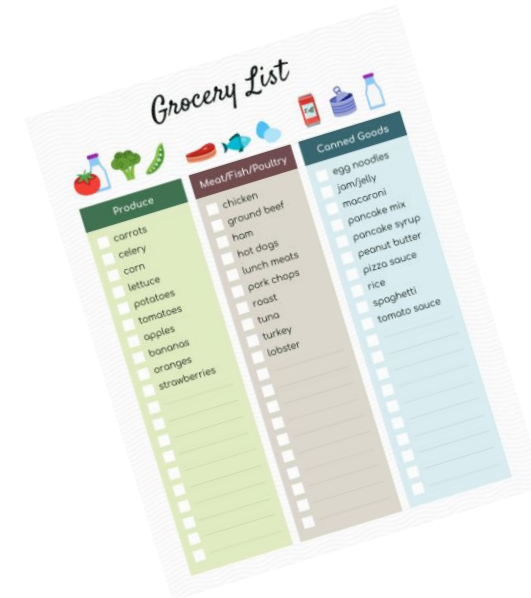 Grocery List
Produce
carrots
celery
corn
lettuce
potatoes
tomatoes
apples
bananas
oranges
strawberries
Meat/Fish/Poultry
chicken
ground beef
ham
hot dogs
lunch meats
pork chops
roast
tuna
turkey
lobster
Canned Goods
egg noodles
jam/jelly
macaroni
pancake mix
pancake syrup
peanut butter
pizza sauce
rice
spaghetti
tomato sauce